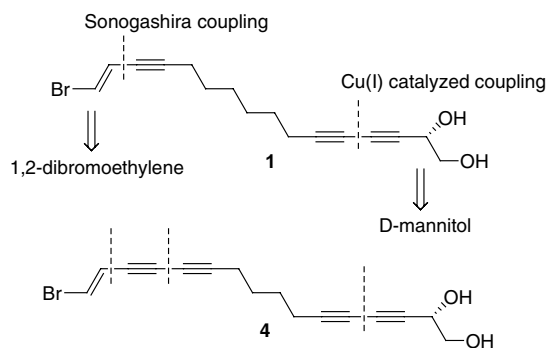 Sonogashira coupling
Cu(I) catalyzed coupling
Br
OH
OH
1,2-dibromoethylene
1
D-mannitol
Br
OH
OH
4